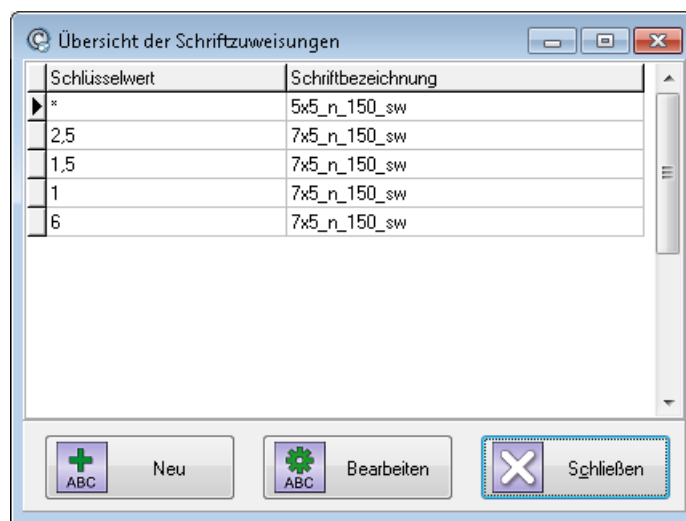 Übersicht der Schriftzuweisungen
Schlüsselwert Schriftbezeichnung
* 5x5_n_150_sw
2,5 7x5_n_150_sw
1,5 7x5_n_150_sw
1 7x5_n_150_sw
6 7x5_n_150_sw
ABC Neu ABC Bearbeiten Schließen